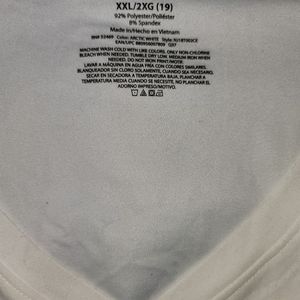 XXL/2XG (19)
92% Polyester/Poliéster
8% Spandex
Made in/Hecho en Vietnam
Color: ARCTIC WHITE Style:
MACHINE WASH COLD WITH LIKE COLORS. ONLY NON-CHLORINE
BLEACH WHEN NEEDED. TUMBLE DRY LOW. MEDIUM IRON WHEN
NEEDED. DO NOT IRON PRINT/MOTIF.
LAVAR A MÁQUINA EN AGUA FRÍA CON COLORES SIMILARES.
BLANQUEADOR SIN CLORO SOLAMENTE, CUANDO SEA NECESARIO.
SECAR EN SECADORA A TEMPERATURA BAJA. PLANCHAR A
TEMPERATURA MEDIA CUANDO SE NECESITE. NO PLANCHAR EL
ADORNO IMPRESO/MOTIVO.